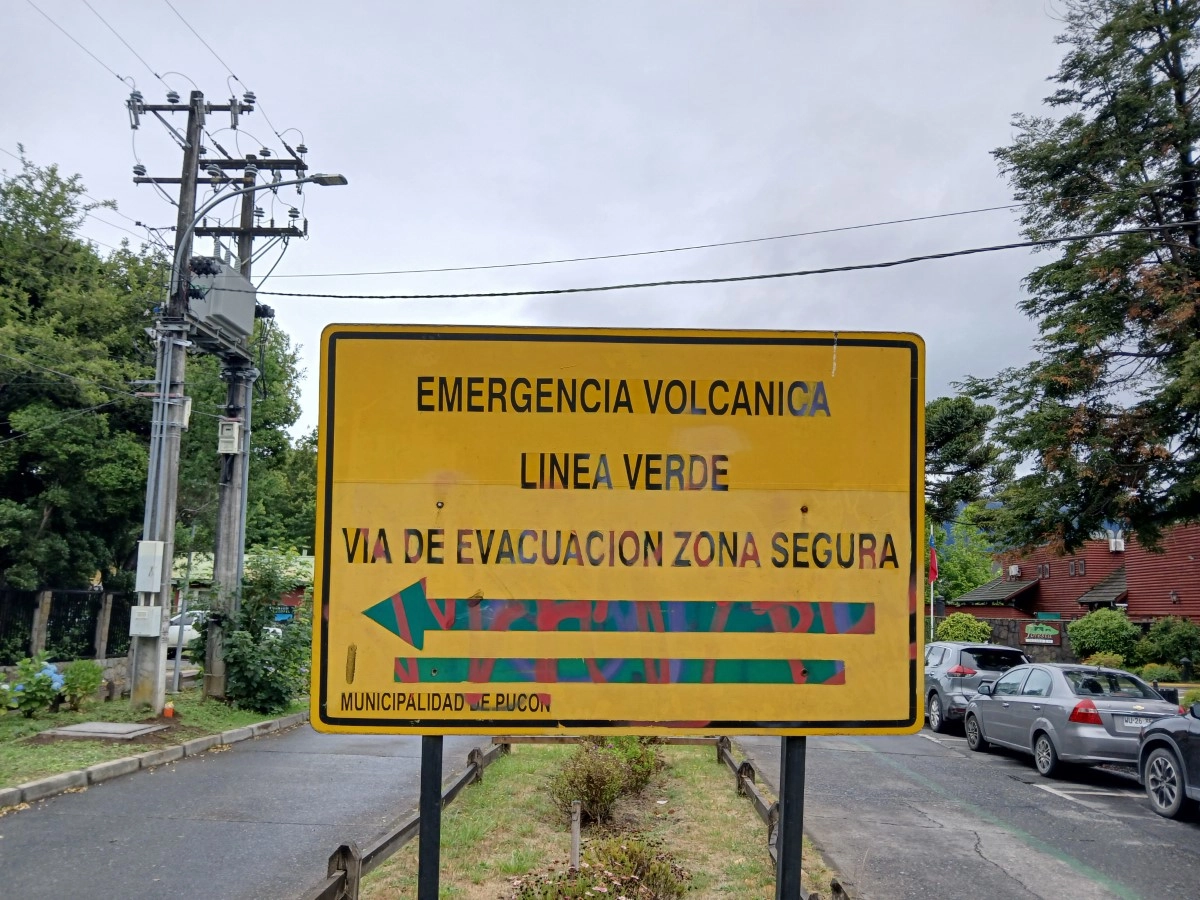 EMERGENCIA VOLCANICA
LINEA VERDE
VIA DE EVACUACION ZONA SEGURA
MUNICIPALIDAD DE PUCON